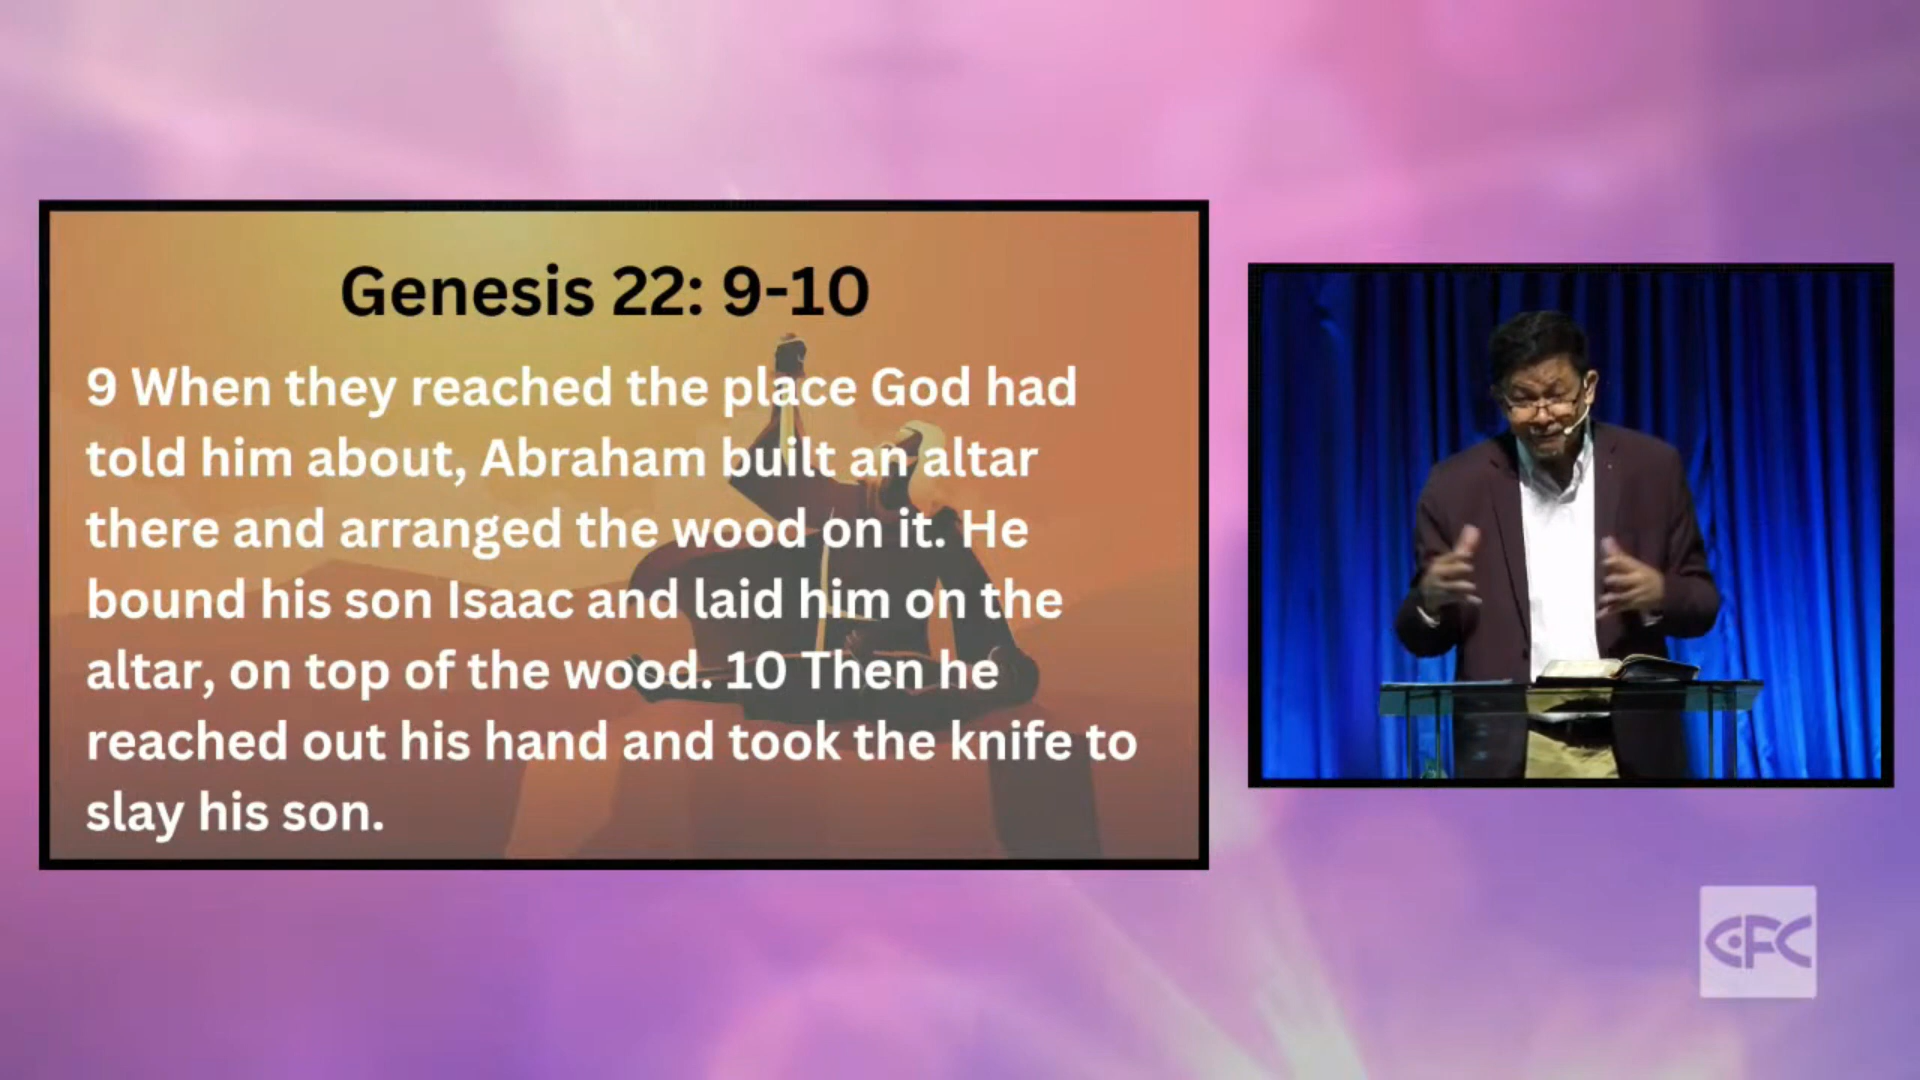 Genesis 22: 9-10
9 When they reached the place God had
told him about, Abraham built an altar
there and arranged the wood on it. He
bound his son Isaac and laid him on the
altar, on top of the wood. 10 Then he
reached out his hand and took the knife to
slay his son.
CFC